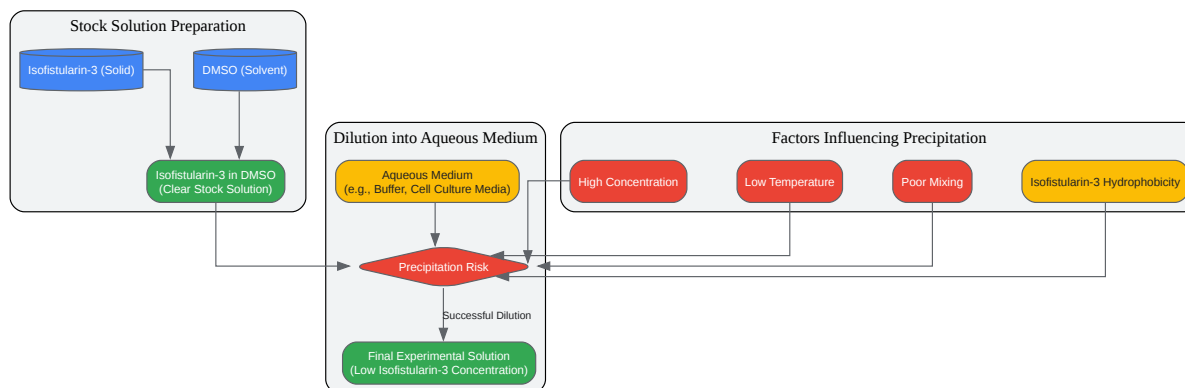 Stock Solution Preparation
Isofistularin-3 (Solid)
DMSO (Solvent)
Isofistularin-3 in DMSO
(Clear Stock Solution)
Dilution into Aqueous Medium
Aqueous Medium
(e.g., Buffer, Cell Culture Media)
Precipitation Risk
Successful Dilution
Final Experimental Solution
(Low Isofistularin-3 Concentration)
Factors Influencing Precipitation
High Concentration
Low Temperature
Poor Mixing
Isofistularin-3 Hydrophobicity